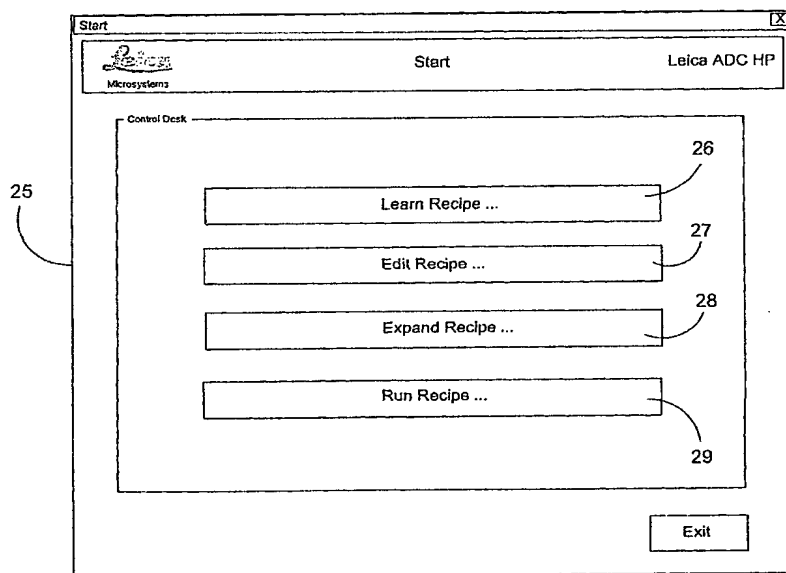 Start X
Leica Start Leica ADC HP
Microsystems
Control Desk
26
25
Learn Recipe ...
27
Edit Recipe ...
28
Expand Recipe ...
Run Recipe ...
29
Exit